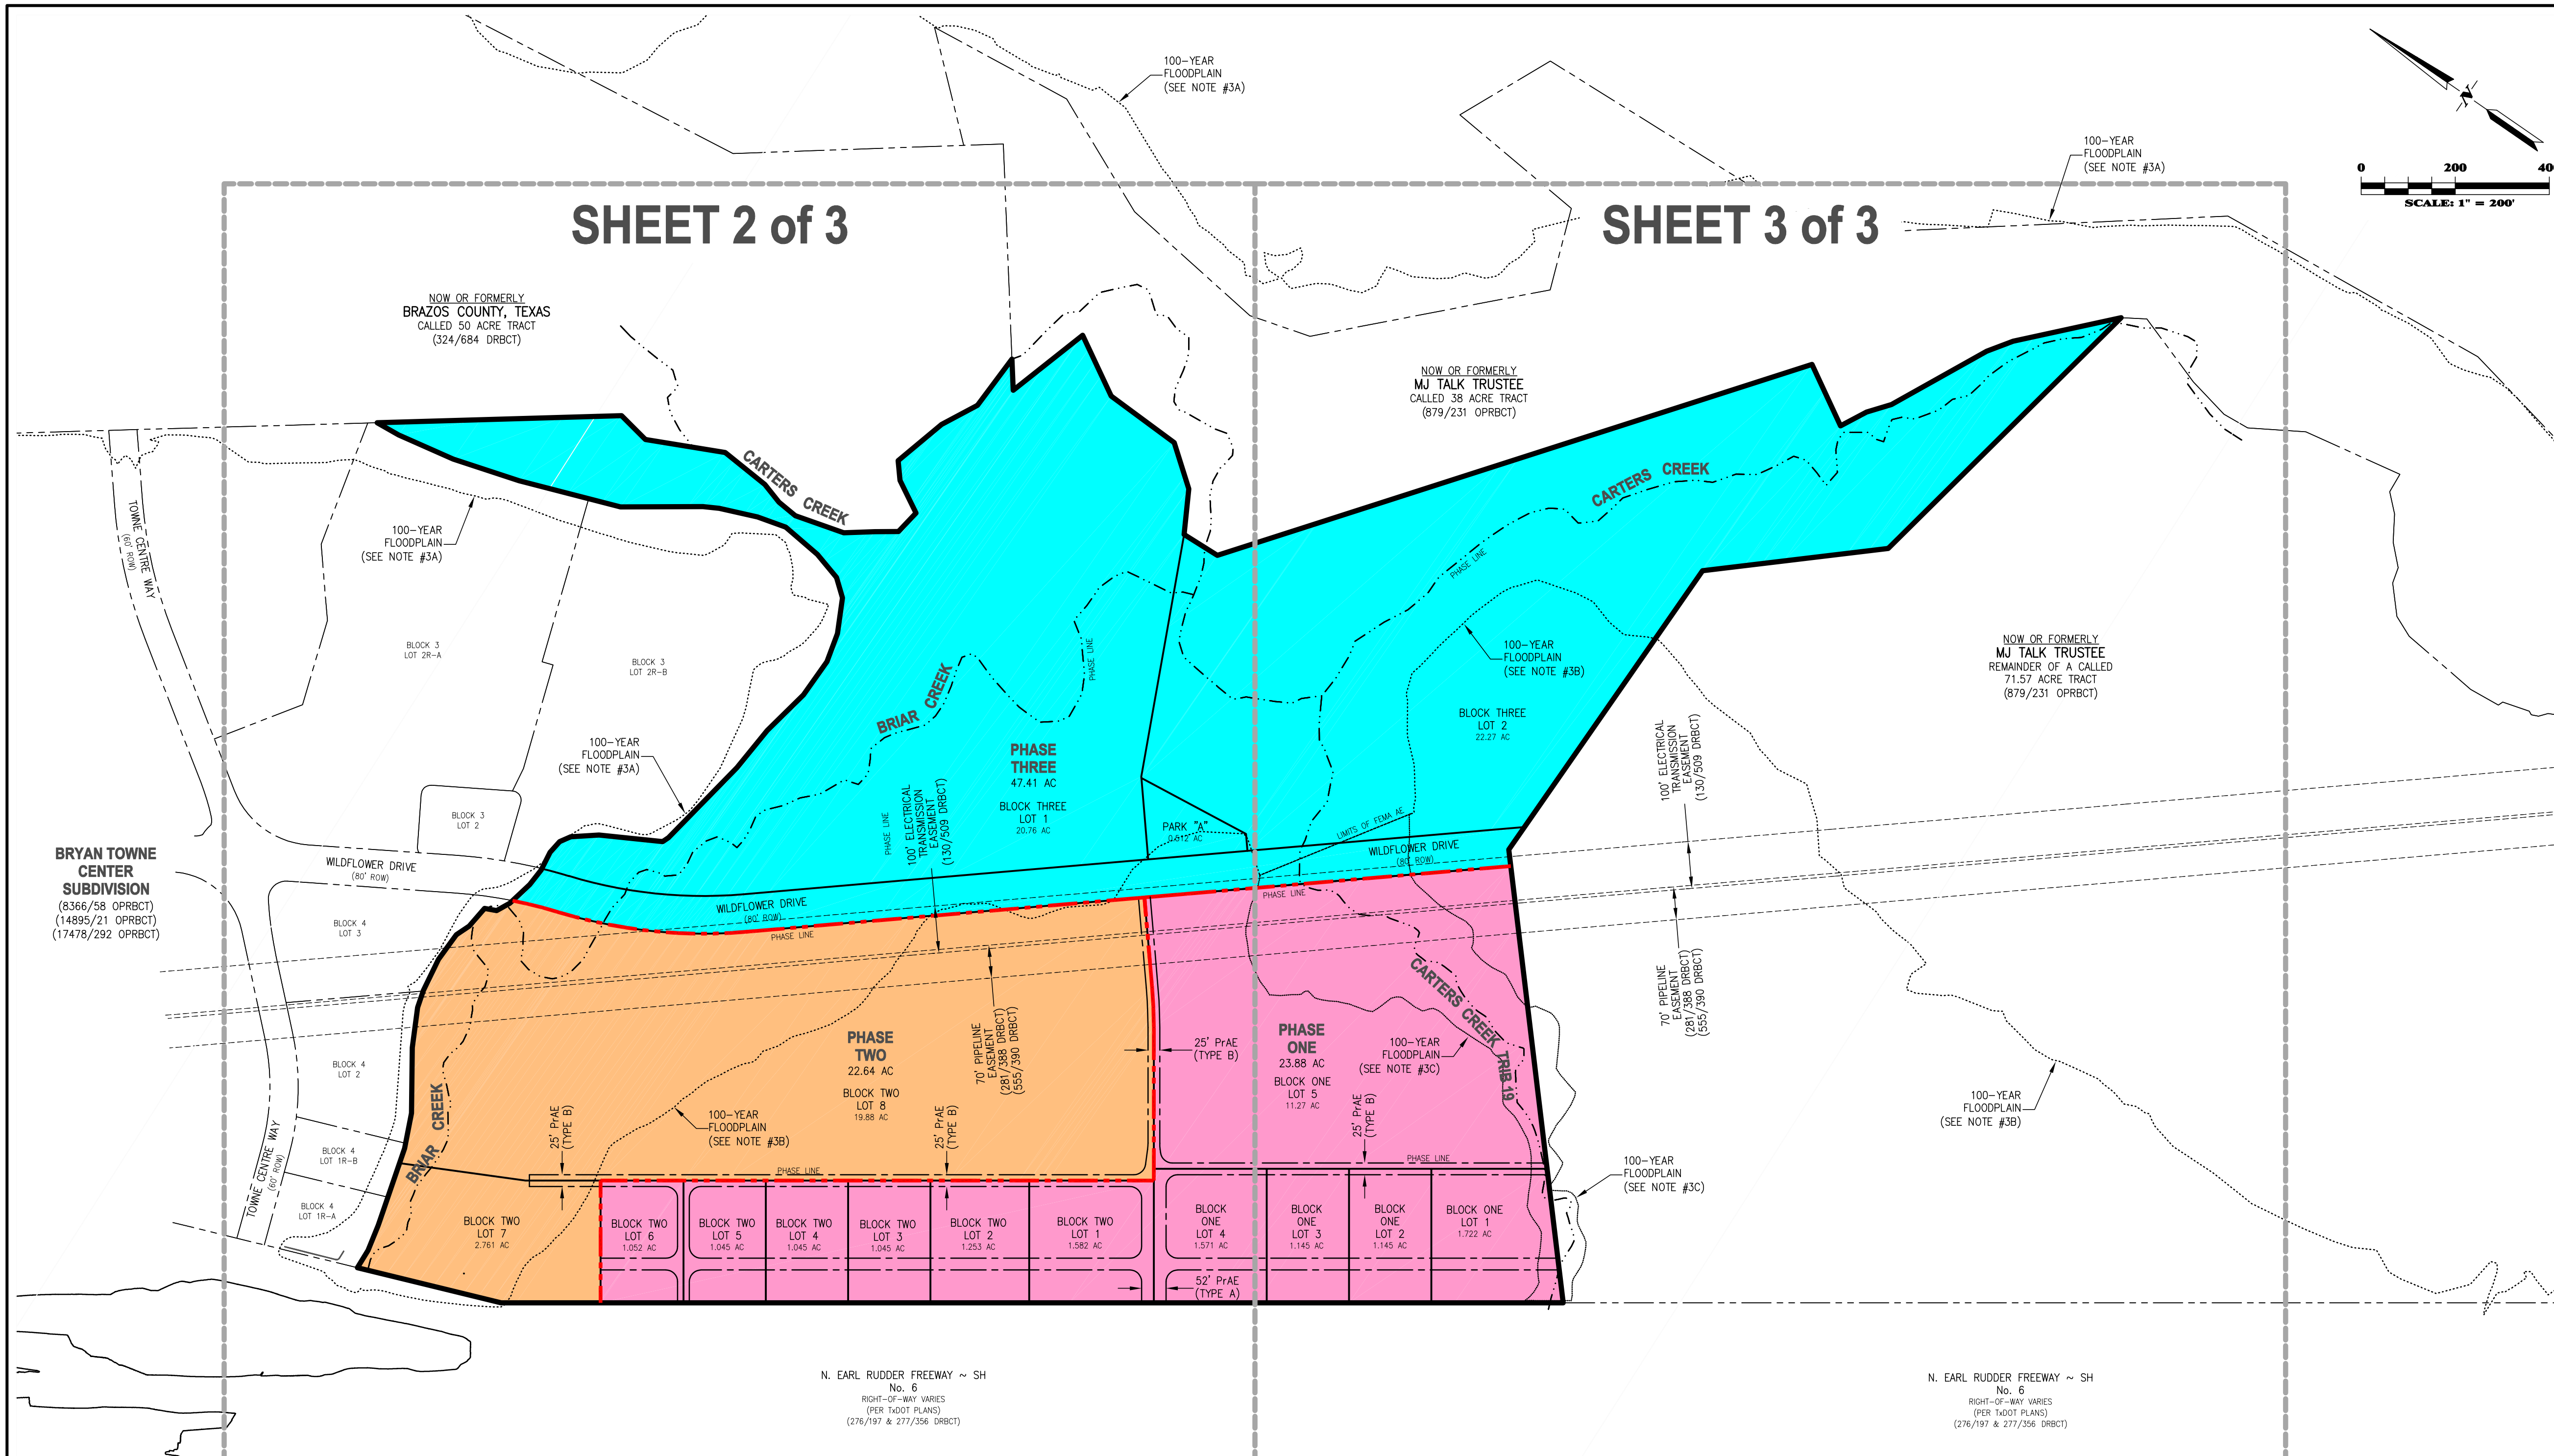 100-YEAR
FLOODPLAIN
(SEE NOTE #3A)
-N-
100-YEAR
FLOODPLAIN
(SEE NOTE #3A)
0 200 400
SCALE: 1" = 200'
SHEET 2 of 3
SHEET 3 of 3
NOW OR FORMERLY
BRAZOS COUNTY, TEXAS
CALLED 50 ACRE TRACT
(324/684 DRBCT)
NOW OR FORMERLY
MJ TALK TRUSTEE
CALLED 38 ACRE TRACT
(879/231 OPRBCT)
CARTERS CREEK
CARTERS CREEK
100-YEAR
FLOODPLAIN
(SEE NOTE #3A)
TOWNE CENTRE WAY
(60' ROW)
PHASE LINE
BLOCK 3
LOT 2R-A
BLOCK 3
LOT 2R-B
PHASE LINE
BRIAR CREEK
100-YEAR
FLOODPLAIN
(SEE NOTE #3B)
NOW OR FORMERLY
MJ TALK TRUSTEE
REMAINDER OF A CALLED
71.57 ACRE TRACT
(879/231 OPRBCT)
100-YEAR
FLOODPLAIN
(SEE NOTE #3A)
PHASE
THREE
47.41 AC
BLOCK THREE
LOT 1
20.76 AC
BLOCK THREE
LOT 2
22.27 AC
100' ELECTRICAL
TRANSMISSION
EASEMENT
(130/509 DRBCT)
PHASE LINE
100' ELECTRICAL
TRANSMISSION
EASEMENT
(130/509 DRBCT)
BLOCK 3
LOT 2
PARK "A"
0.512 AC
LIMITS OF FEMA AE
BRYAN TOWNE
CENTER
SUBDIVISION
(8366/58 OPRBCT)
(14895/21 OPRBCT)
(17478/292 OPRBCT)
WILDFLOWER DRIVE
(80' ROW)
WILDFLOWER DRIVE
(80' ROW)
WILDFLOWER DRIVE
(80' ROW)
PHASE LINE
PHASE LINE
BLOCK 4
LOT 3
BLOCK 4
LOT 2
CARTERS CREEK TRIB 19
70' PIPELINE
EASEMENT
(281/388 DRBCT)
(555/390 DRBCT)
70' PIPELINE
EASEMENT
(281/388 DRBCT)
(555/390 DRBCT)
PHASE
TWO
22.64 AC
BLOCK TWO
LOT 8
19.88 AC
25' PrAE
(TYPE B)
PHASE
ONE
23.88 AC
BLOCK ONE
LOT 5
11.27 AC
100-YEAR
FLOODPLAIN
(SEE NOTE #3C)
BRIAR CREEK
25' PrAE
(TYPE B)
100-YEAR
FLOODPLAIN
(SEE NOTE #3B)
25' PrAE
(TYPE B)
25' PrAE
(TYPE B)
100-YEAR
FLOODPLAIN
(SEE NOTE #3B)
BLOCK 4
LOT 1R-B
TOWNE CENTRE WAY
(60' ROW)
BLOCK 4
LOT 1R-A
PHASE LINE
PHASE LINE
100-YEAR
FLOODPLAIN
(SEE NOTE #3C)
BLOCK TWO
LOT 7
2.761 AC
BLOCK TWO
LOT 6
1.052 AC
BLOCK TWO
LOT 5
1.045 AC
BLOCK TWO
LOT 4
1.045 AC
BLOCK TWO
LOT 3
1.045 AC
BLOCK TWO
LOT 2
1.253 AC
BLOCK TWO
LOT 1
1.582 AC
BLOCK
ONE
LOT 4
1.571 AC
BLOCK
ONE
LOT 3
1.145 AC
BLOCK
ONE
LOT 2
1.145 AC
BLOCK ONE
LOT 1
1.722 AC
52' PrAE
(TYPE A)
N. EARL RUDDER FREEWAY ~ SH
No. 6
RIGHT-OF-WAY VARIES
(PER TxDOT PLANS)
(276/197 & 277/356 DRBCT)
N. EARL RUDDER FREEWAY ~ SH
No. 6
RIGHT-OF-WAY VARIES
(PER TxDOT PLANS)
(276/197 & 277/356 DRBCT)